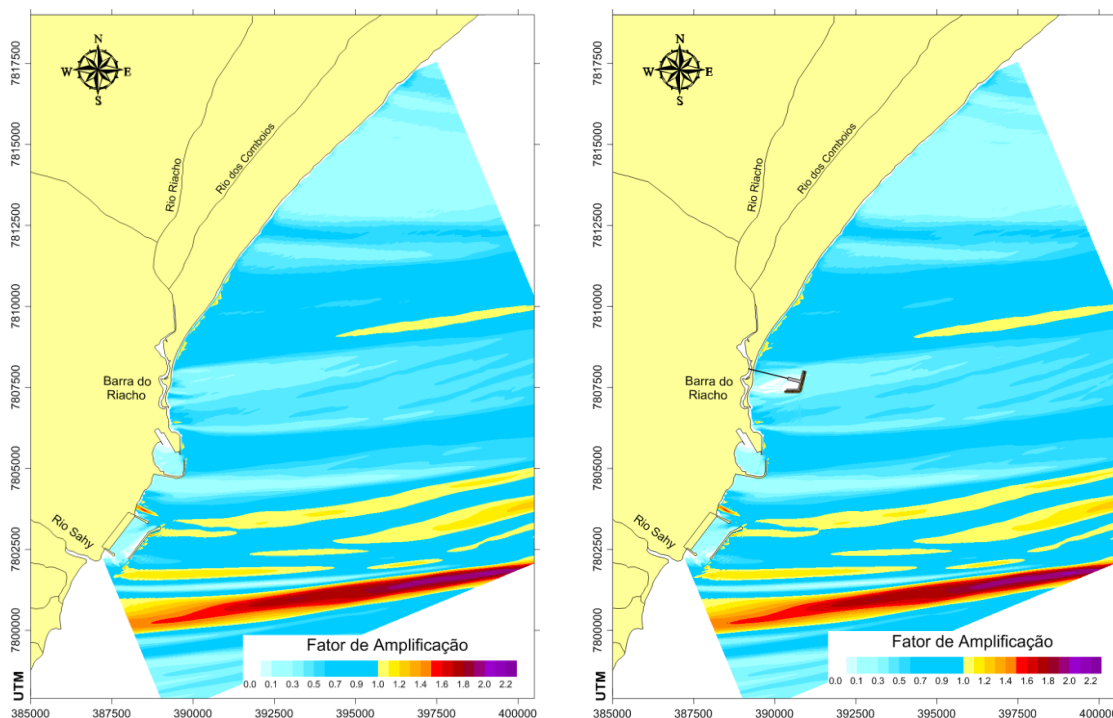 N
W E
S
7817500
7815000
7812500
7810000
7807500
7805000
7802500
7800000
UTM
Rio Riacho
Rio dos Comboios
Barra do
Riacho
Rio Sahy
Fator de Amplificação
0.0 0.1 0.3 0.5 0.7 0.9 1.0 1.2 1.4 1.5 1.6 1.8 2.0 2.2
385000 387500 390000 392500 395000 397500 400000
N
W E
S
7817500
7815000
7812500
7810000
7807500
7805000
7802500
7800000
UTM
Rio Riacho
Rio dos Comboios
Barra do
Riacho
Rio Sahy
Fator de Amplificação
0.0 0.1 0.3 0.5 0.7 0.9 1.0 1.2 1.4 1.5 1.6 1.8 2.0 2.2
385000 387500 390000 392500 395000 397500 400000